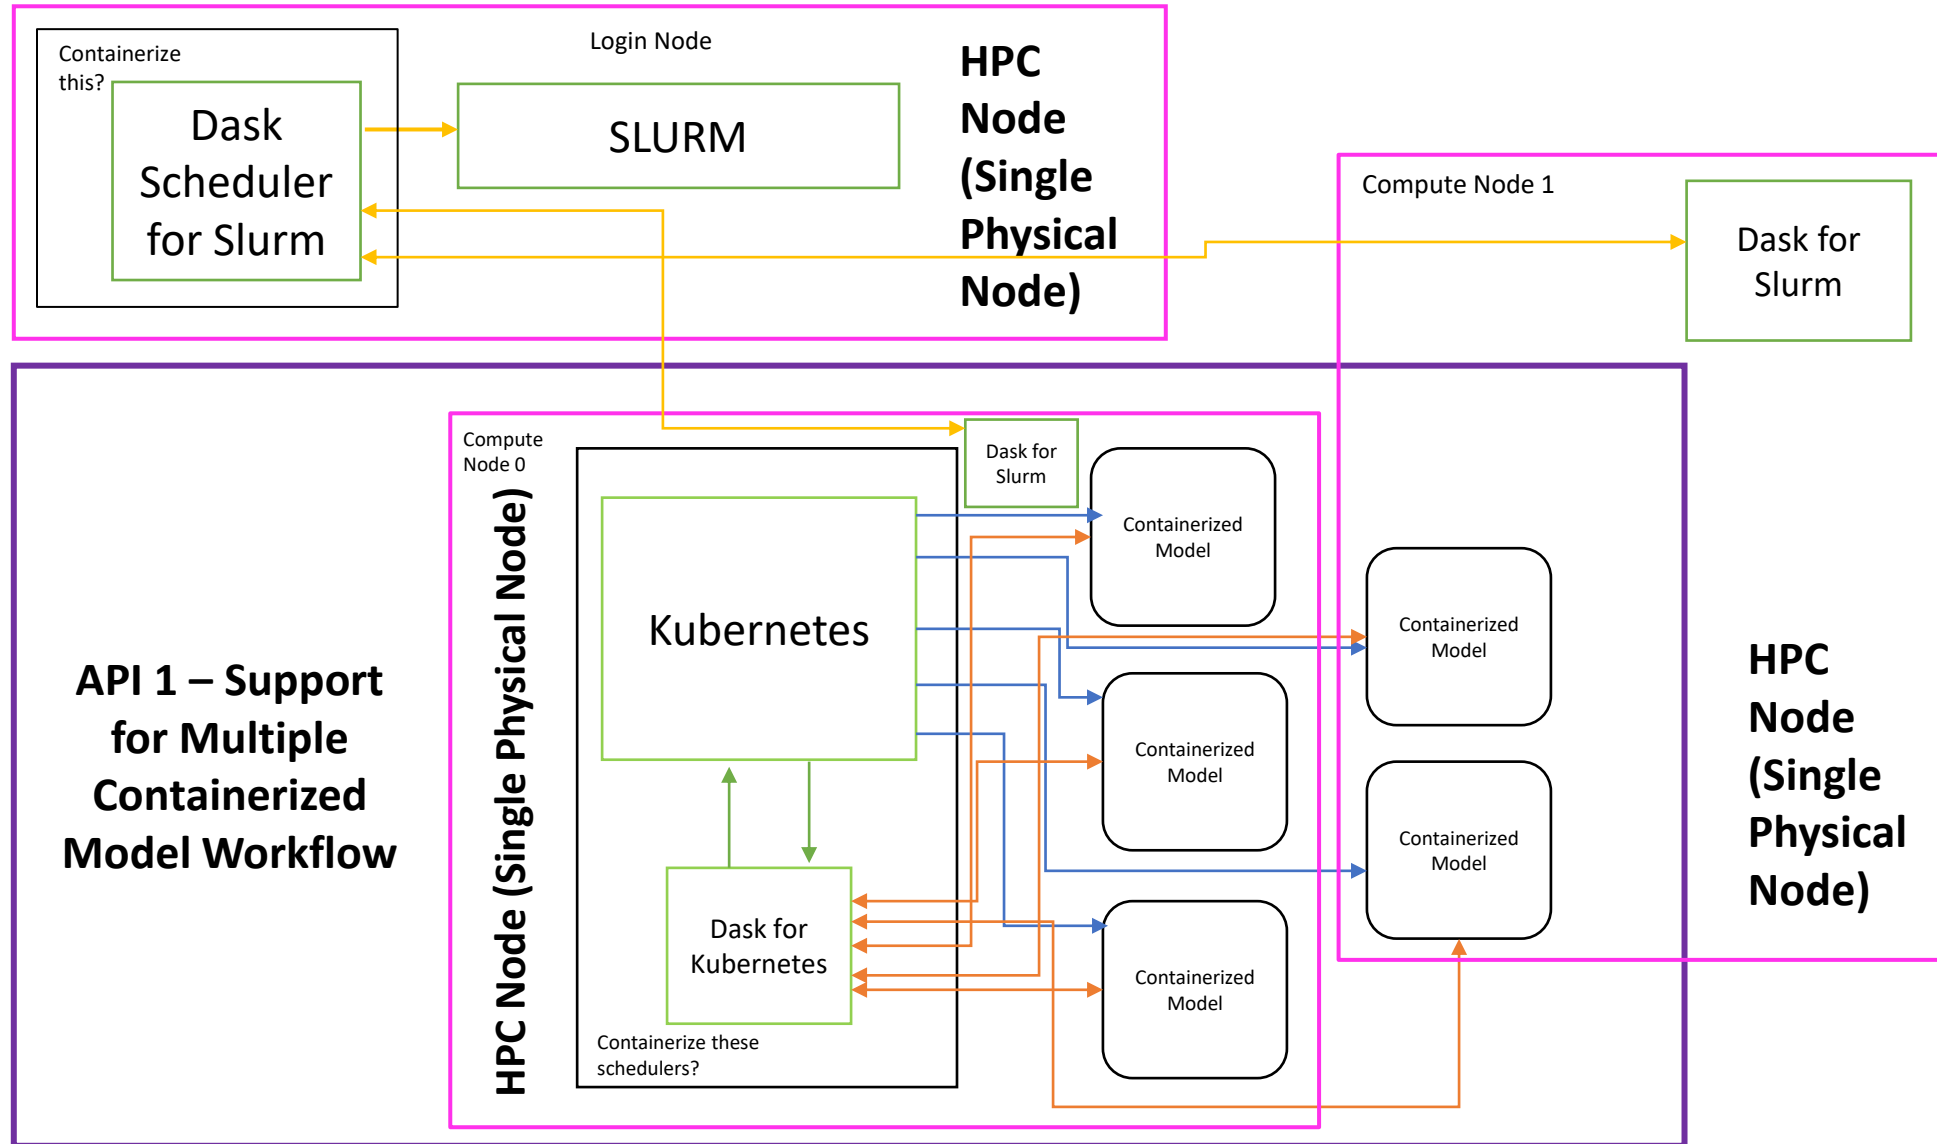 Containerize
this?
Dask
Scheduler
for Slurm
Login Node
SLURM
HPC
Node
(Single
Physical
Node)
Compute Node 1
Dask for
Slurm
API 1 – Support
for Multiple
Containerized
Model Workflow
Compute
Node 0
HPC Node (Single Physical Node)
Kubernetes
Dask for
Kubernetes
Containerize these
schedulers?
Dask for
Slurm
Containerized
Model
Containerized
Model
Containerized
Model
Containerized
Model
Containerized
Model
HPC
Node
(Single
Physical
Node)